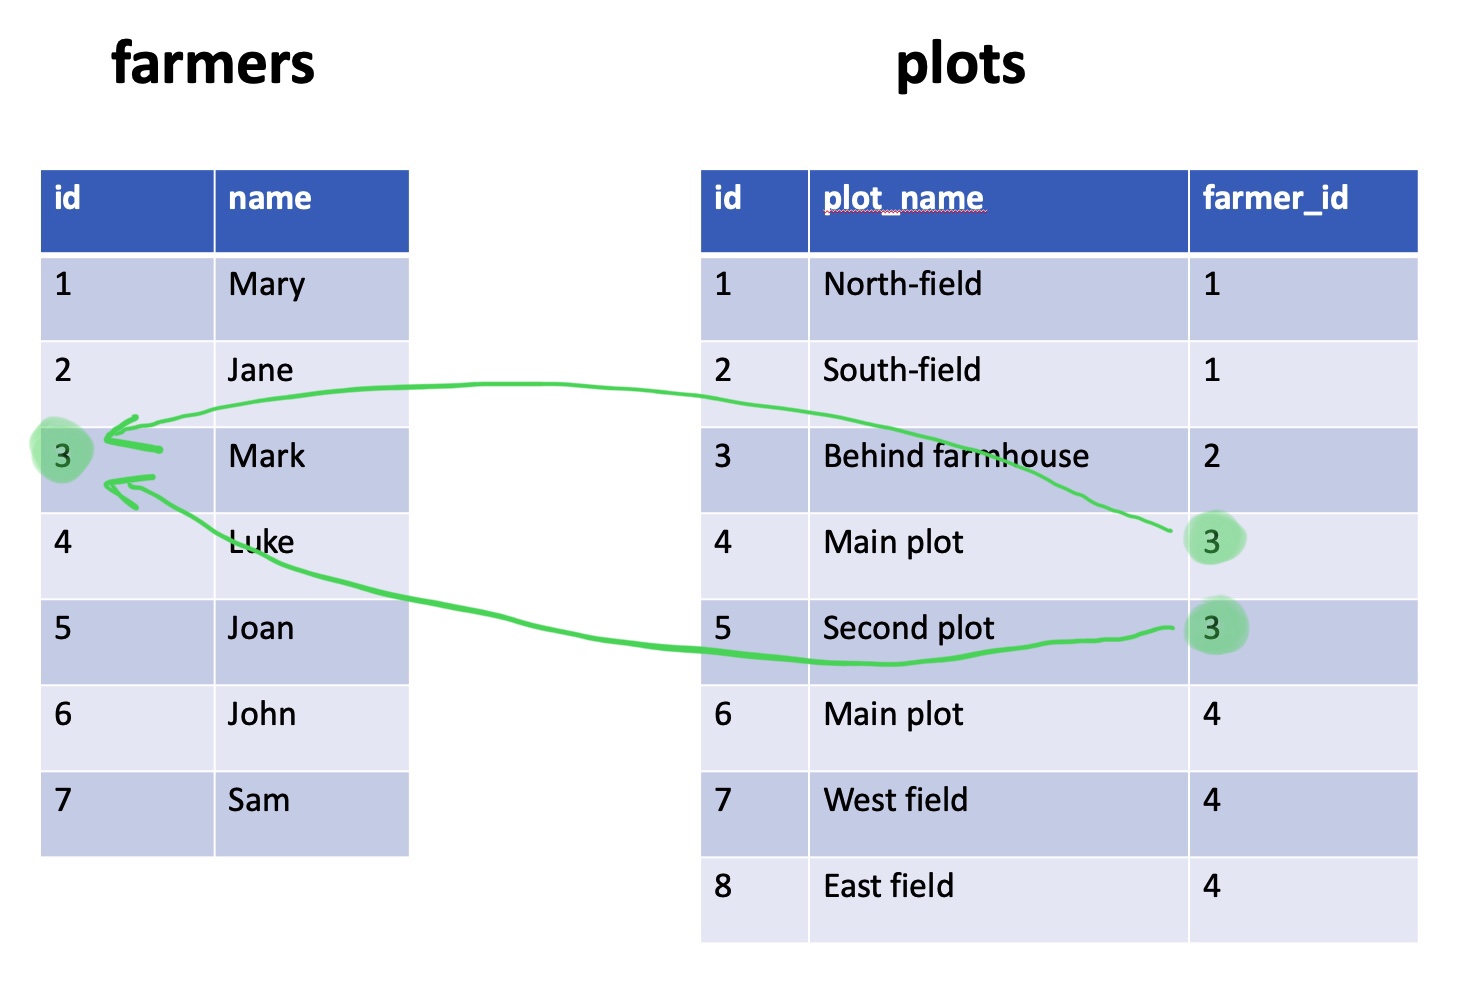 farmers
plots
id name
1 Mary
2 Jane
3 Mark
4 Luke
5 Joan
6 John
7 Sam
id plot_name farmer_id
1 North-field 1
2 South-field 1
3 Behind farmhouse 2
4 Main plot 3
5 Second plot 3
6 Main plot 4
7 West field 4
8 East field 4